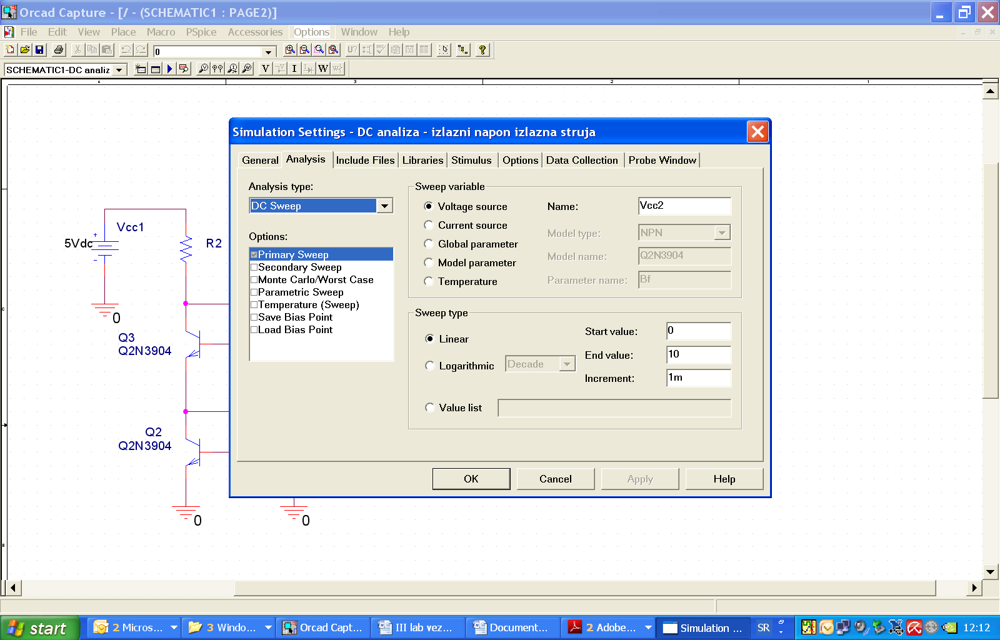 Orcad Capture - [/ - (SCHEMATIC1 : PAGE2)]
File Edit View Place Macro PSpice Accessories Options Window Help
0
U?
SCHEMATIC1-DC analiz
V I W
4 3 2 1
Vcc1
5Vdc
+
-
R2
0
Q3
Q2N3904
Q2
Q2N3904
0
0
C
B
Simulation Settings - DC analiza - izlazni napon izlazna struja
General Analysis Include Files Libraries Stimulus Options Data Collection Probe Window
Analysis type:
DC Sweep
Options:
Primary Sweep
Secondary Sweep
Monte Carlo/Worst Case
Parametric Sweep
Temperature (Sweep)
Save Bias Point
Load Bias Point
Sweep variable
Voltage source
Current source
Global parameter
Model parameter
Temperature
Name: Vcc2
Model type: NPN
Model name: Q2N3904
Parameter name: Bf
Sweep type
Linear
Logarithmic Decade
Value list
Start value: 0
End value: 10
Increment: 1m
OK Cancel Apply Help
start
2 Micros...
3 Windo...
Orcad Capt...
III lab vez...
Document...
2 Adobe...
Simulation ...
SR
12:12